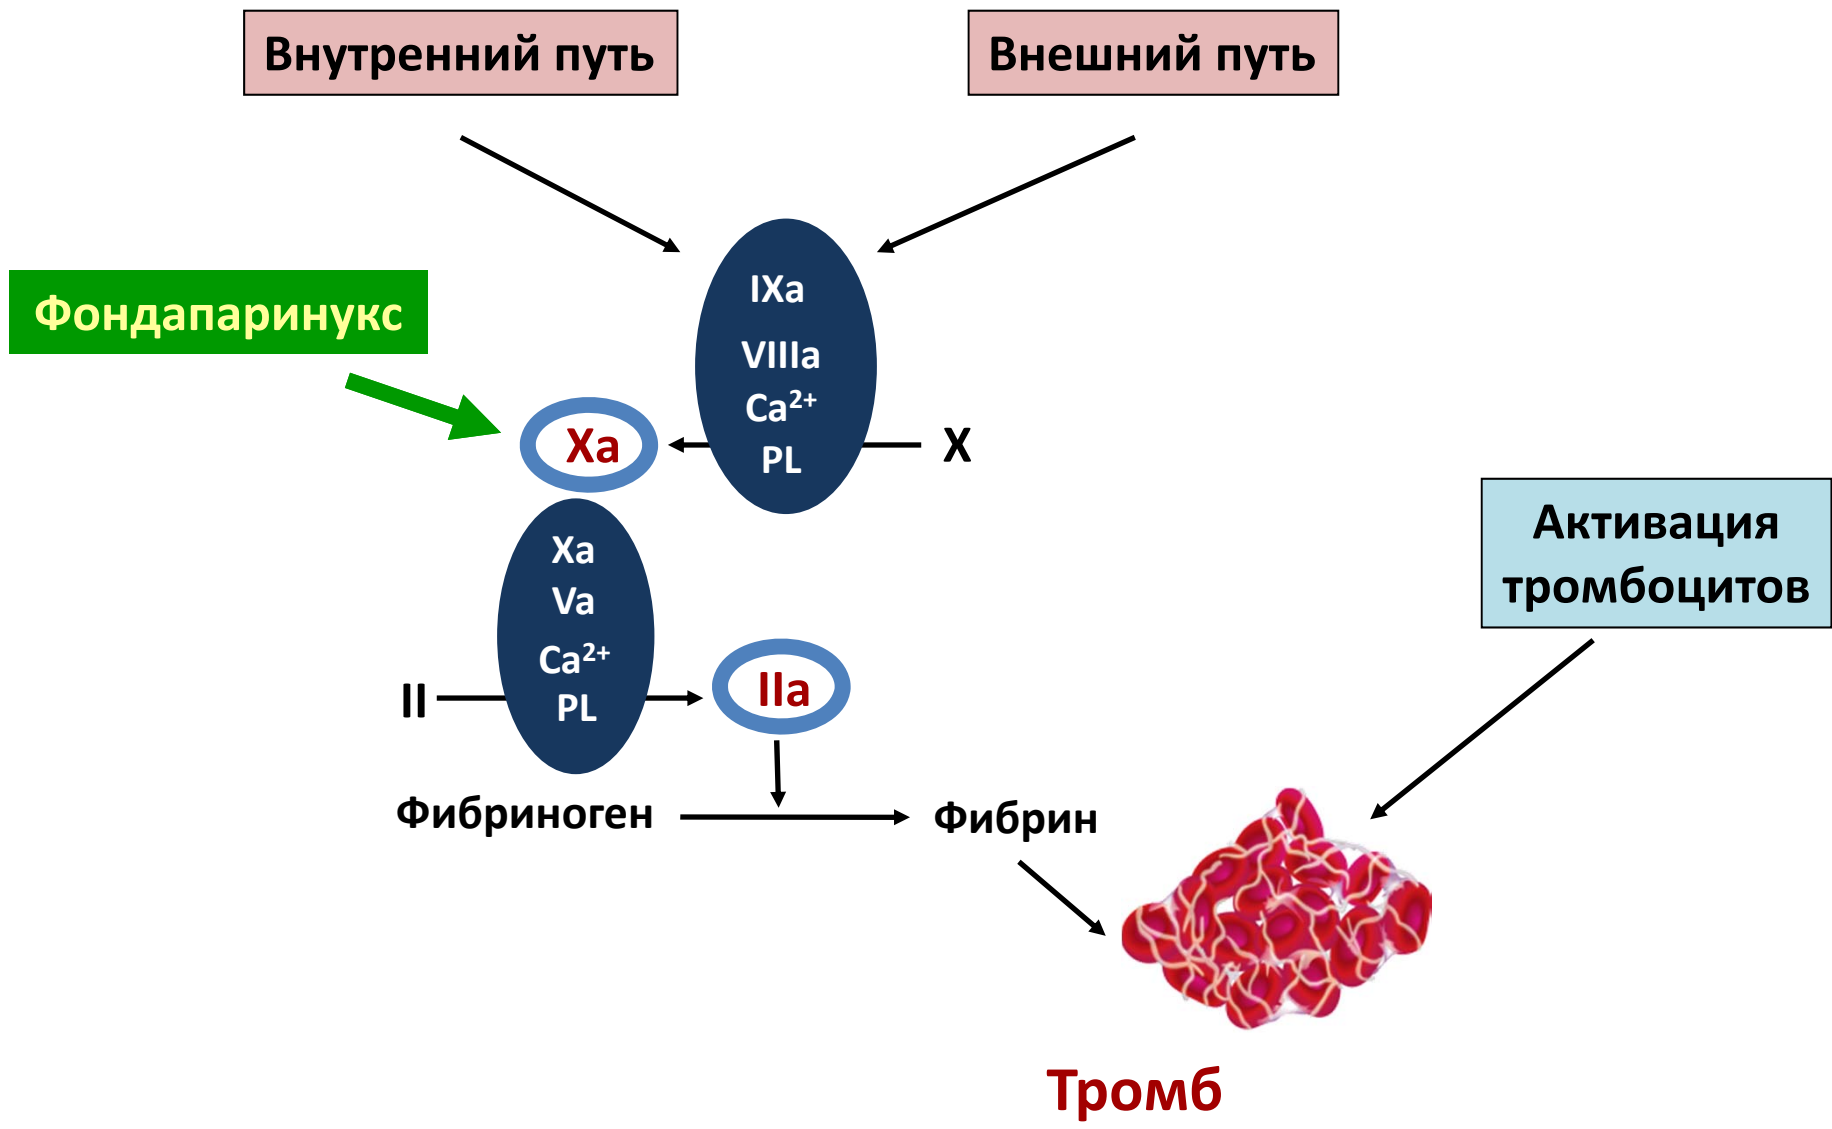 Внутренний путь
Внешний путь
IXa
VIIIa
Ca²⁺
PL
Фондапаринукс
Xa
X
Xa
Va
Ca²⁺
PL
II
IIa
Активация
тромбоцитов
Фибриноген
Фибрин
Тромб